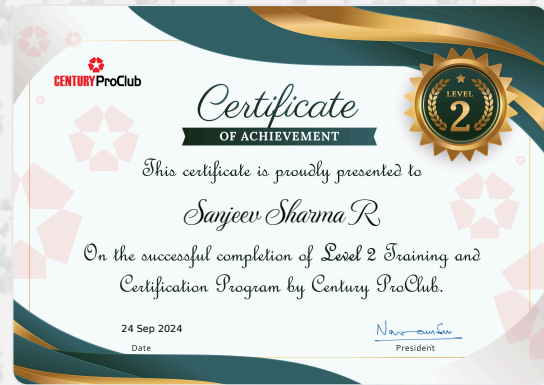 CENTURY ProClub
Certificate
OF ACHIEVEMENT
LEVEL
2
This certificate is proudly presented to
Sanjeev Sharma R
On the successful completion of Level 2 Training and
Certification Program by Century ProClub.
24 Sep 2024
Date
President